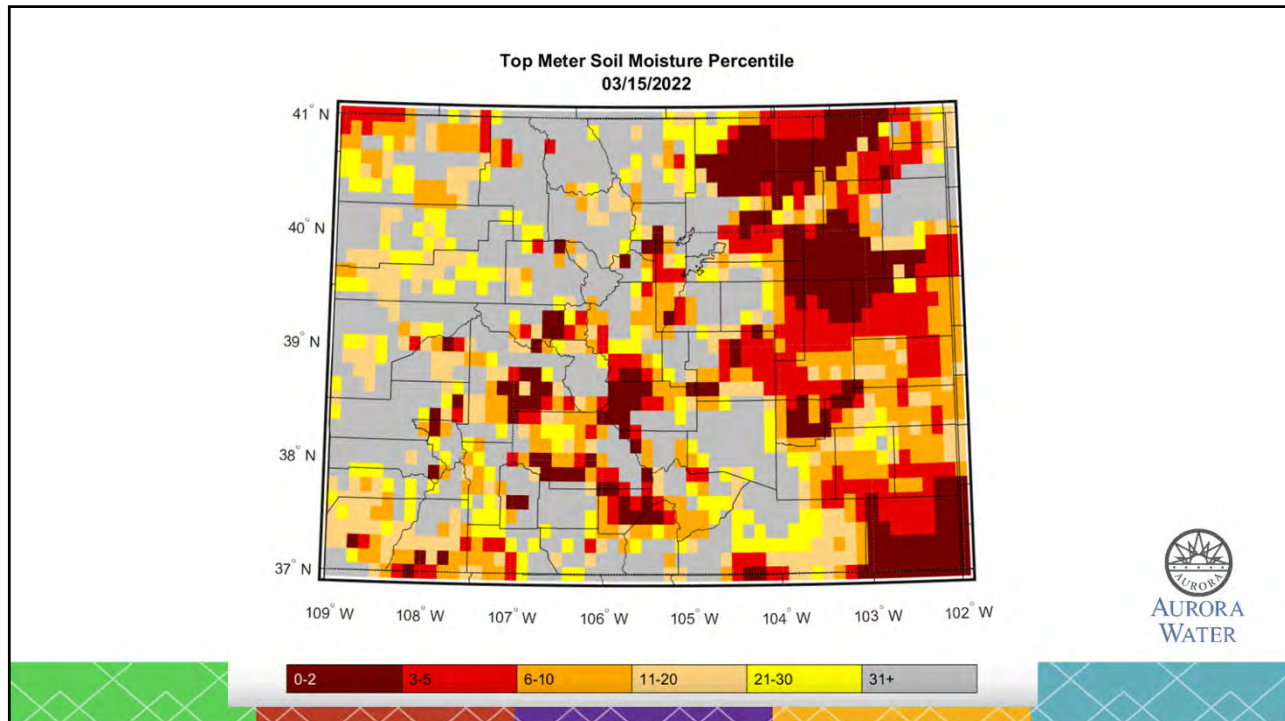 Top Meter Soil Moisture Percentile
03/15/2022
41° N
40° N
39° N
38° N
37° N
109° W 108° W 107° W 106° W 105° W 104° W 103° W 102° W
AURORA
AURORA
WATER
0-2 3-5 6-10 11-20 21-30 31+